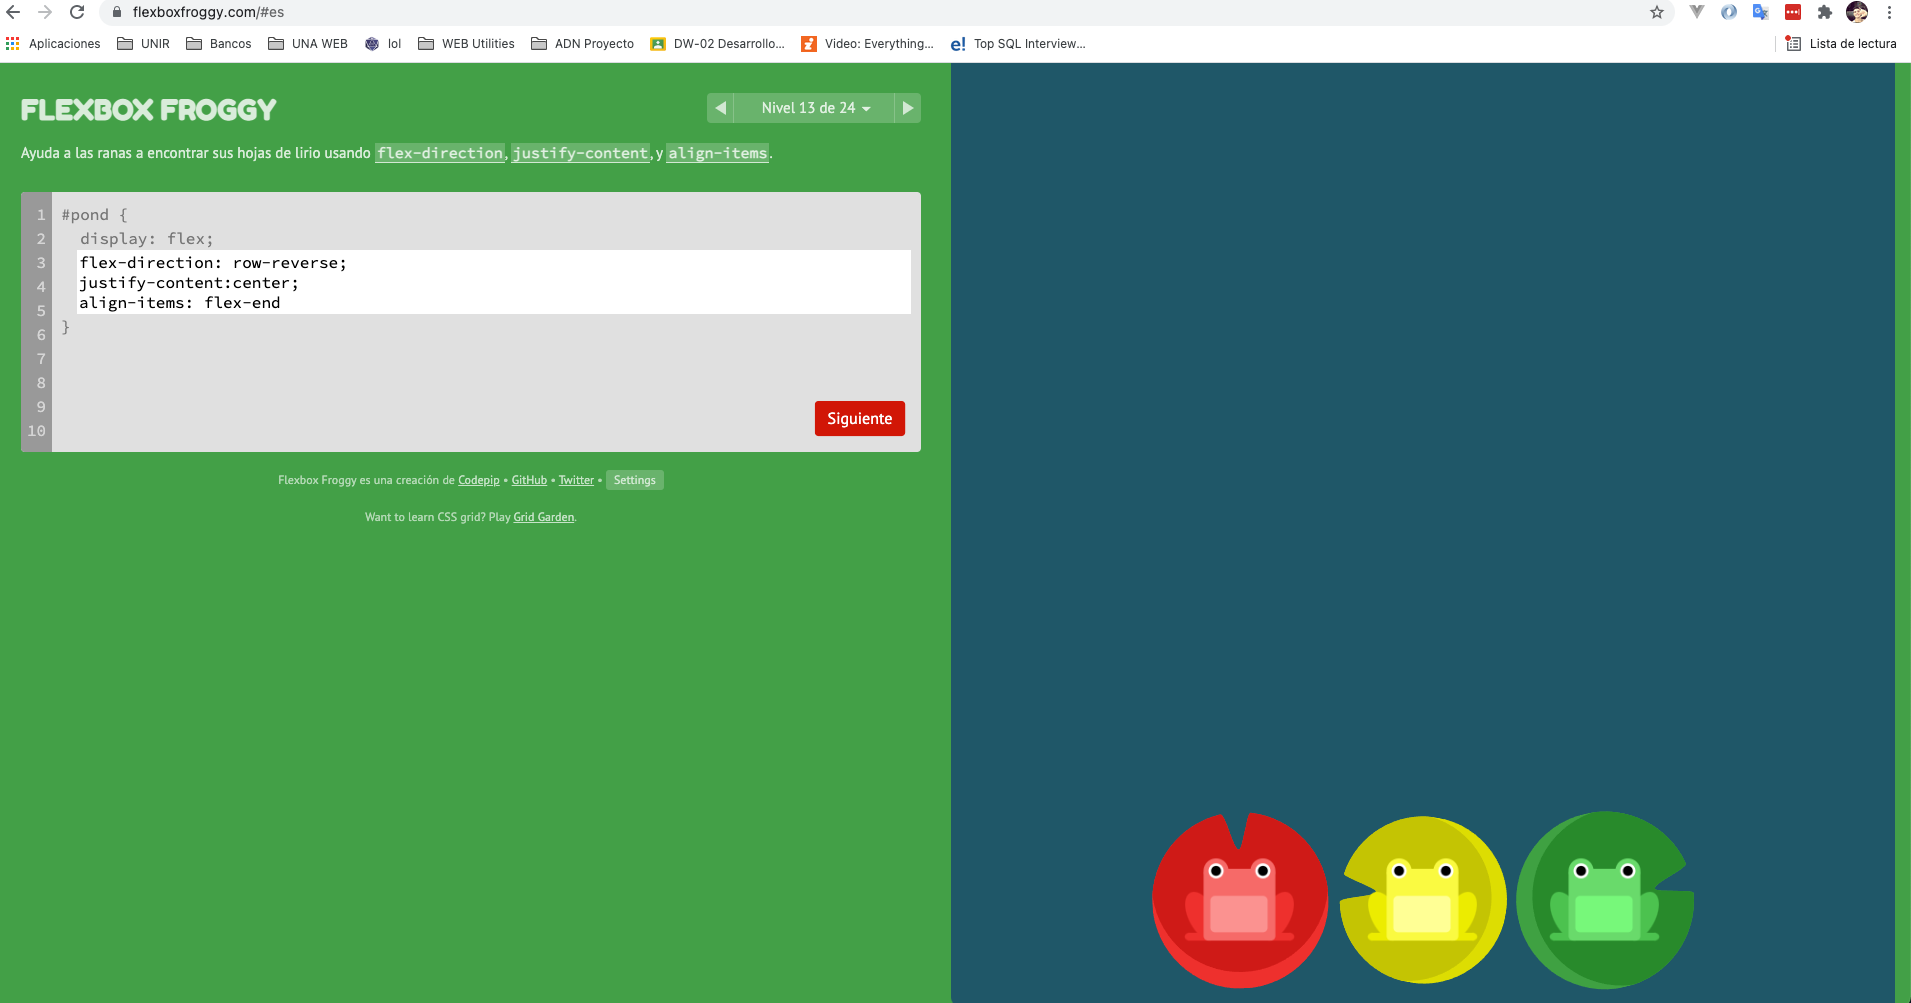 flexboxfroggy.com/#es
Aplicaciones UNIR Bancos UNA WEB lol WEB Utilities ADN Proyecto DW-02 Desarrollo... Video: Everything... e! Top SQL Interview... Lista de lectura
FLEXBOX FROGGY
Nivel 13 de 24
Ayuda a las ranas a encontrar sus hojas de lirio usando flex-direction, justify-content, y align-items.
1 #pond {
2 display: flex;
3 flex-direction: row-reverse;
4 justify-content:center;
5 align-items: flex-end
6 }
7
8
9
10
Siguiente
Flexbox Froggy es una creación de Codepip • GitHub • Twitter • Settings
Want to learn CSS grid? Play Grid Garden.